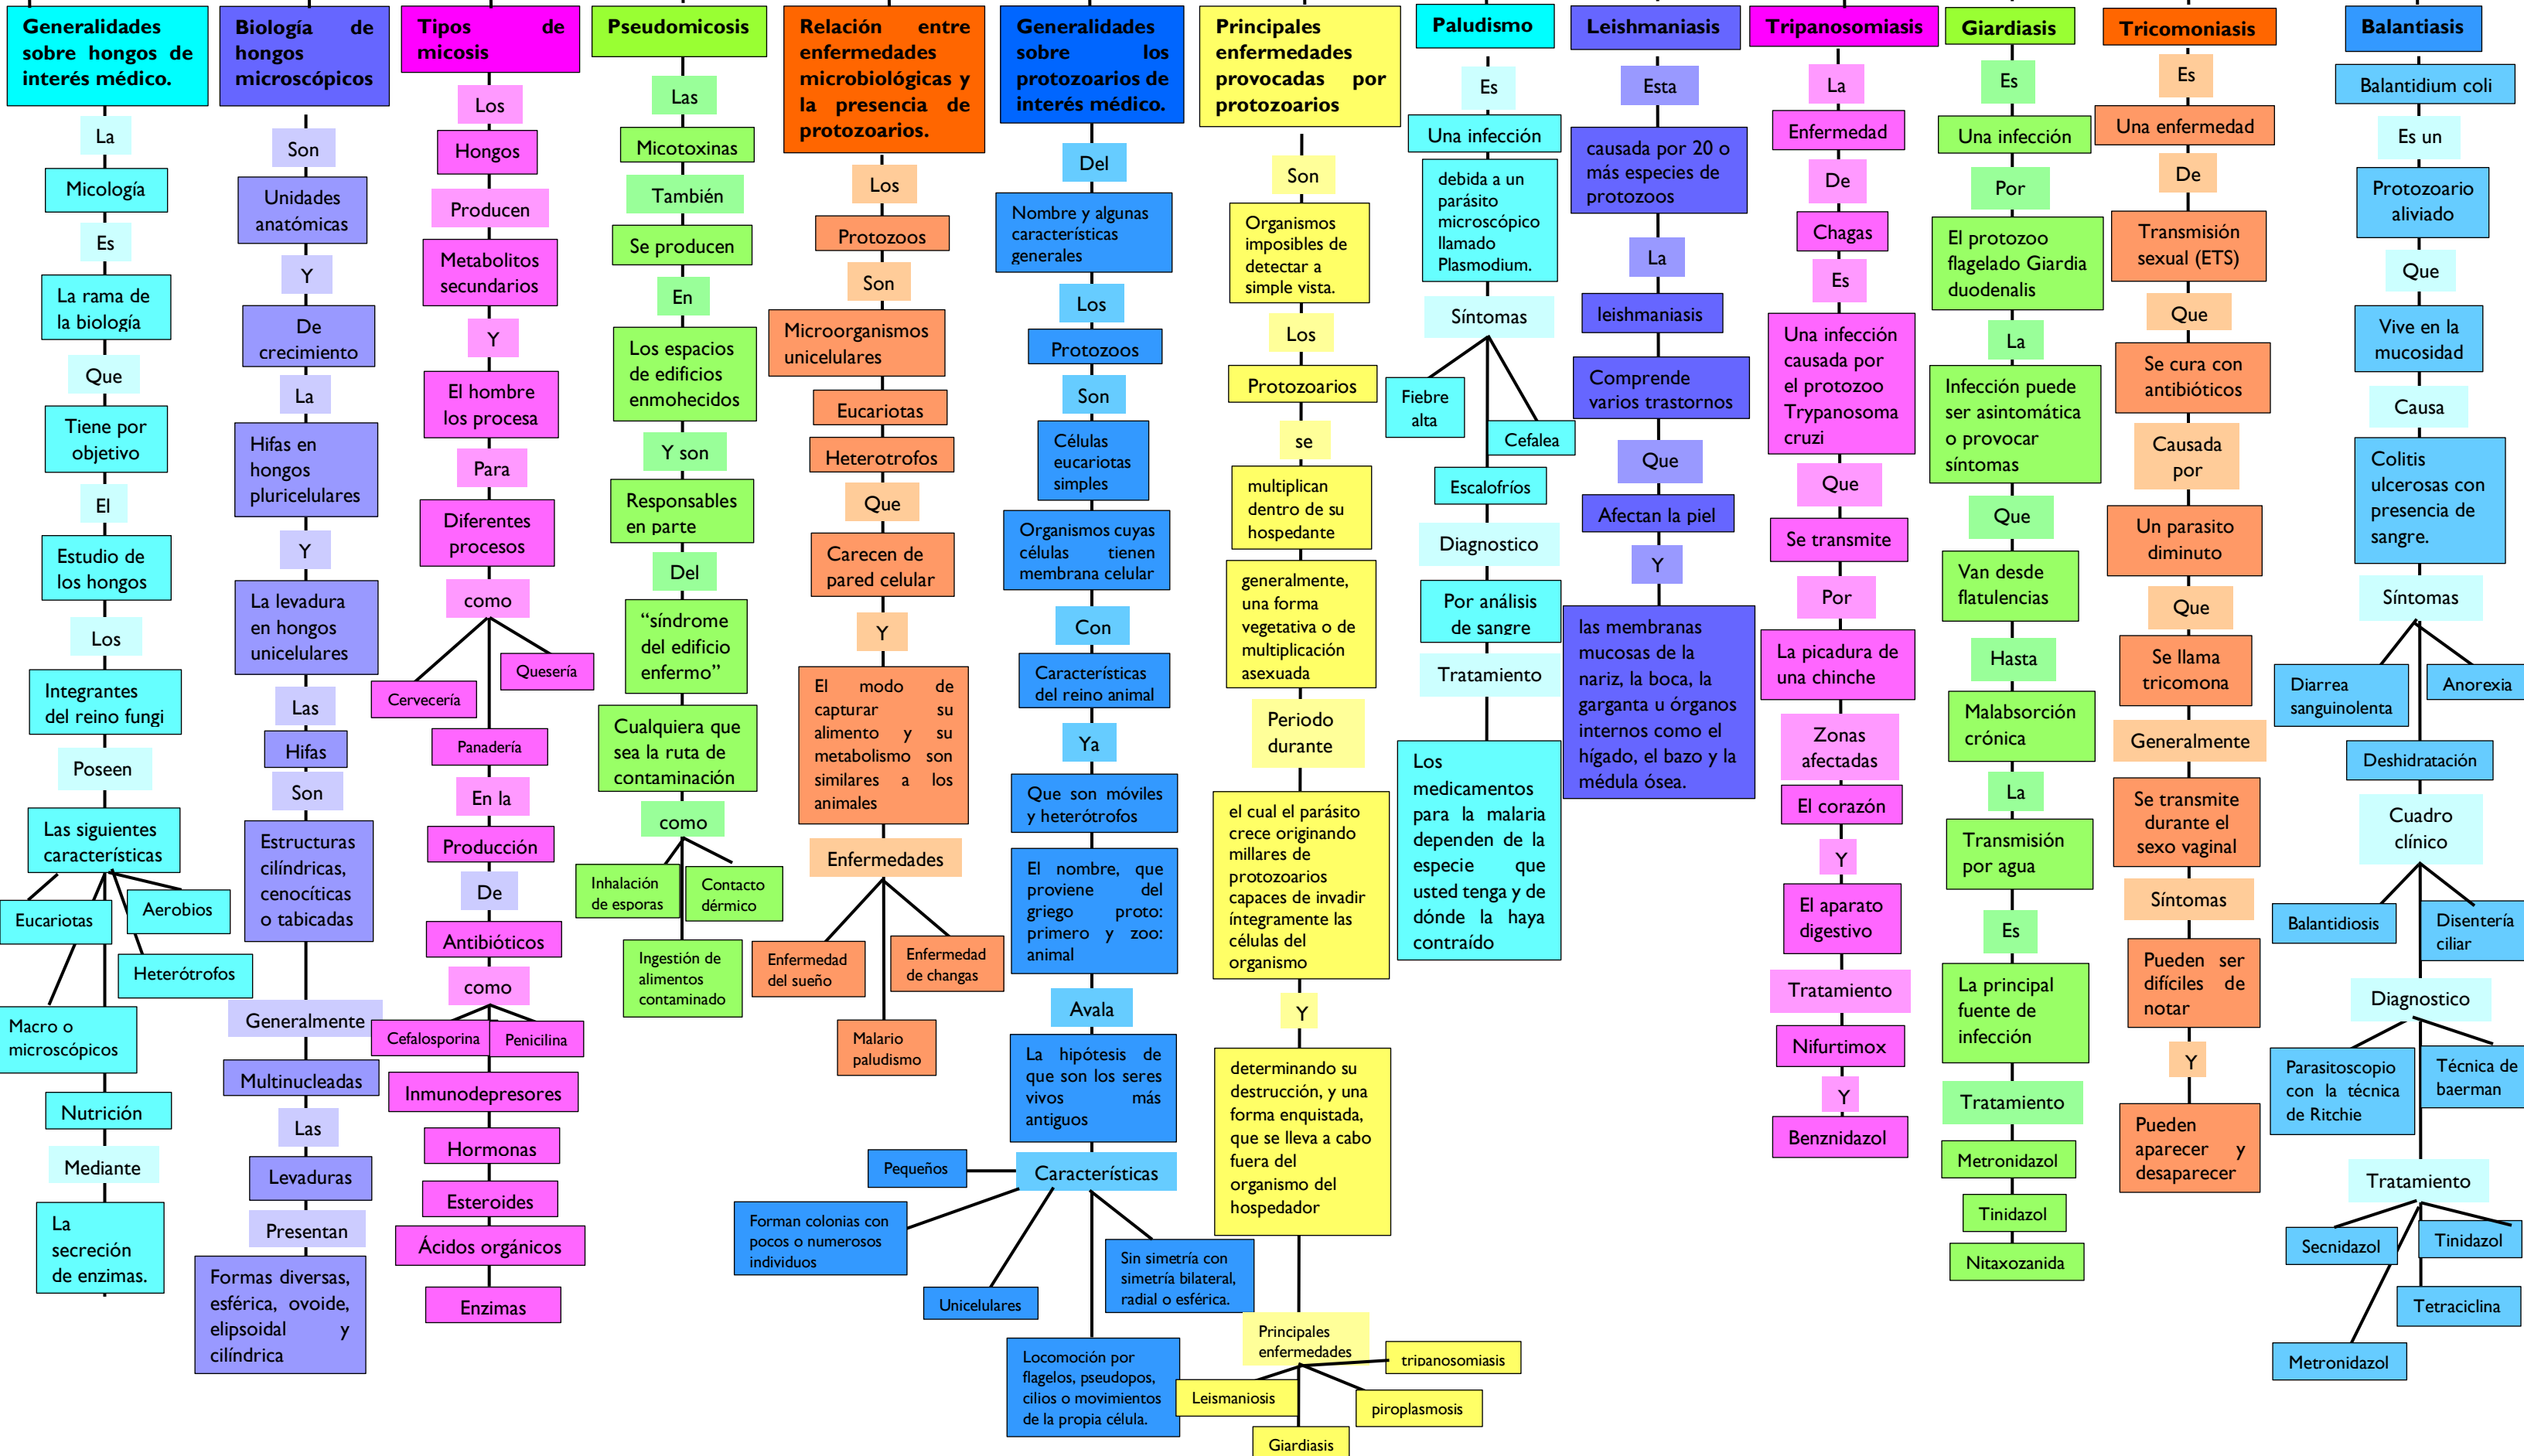 Generalidades
sobre hongos de
interés médico.
La
Micología
Es
La rama de
la biología
Que
Tiene por
objetivo
El
Estudio de
los hongos
Los
Integrantes
del reino fungi
Poseen
Las siguientes
características
Eucariotas
Aerobios
Heterótrofos
Macro o
microscópicos
Nutrición
Mediante
La
secreción
de enzimas.
Biología de
hongos
microscópicos
Son
Unidades
anatómicas
Y
De
crecimiento
La
Hifas en
hongos
pluricelulares
Y
La levadura
en hongos
unicelulares
Las
Hifas
Son
Estructuras
cilíndricas,
cenocíticas
o tabicadas
Generalmente
Multinucleadas
Las
Levaduras
Presentan
Formas diversas,
esférica, ovoide,
elipsoidal y
cilíndrica
Tipos de
micosis
Los
Hongos
Producen
Metabolitos
secundarios
Y
El hombre
los procesa
Para
Diferentes
procesos
como
Cervecería
Quesería
Panadería
En la
Producción
De
Antibióticos
como
Cefalosporina
Penicilina
Inmunodepresores
Hormonas
Esteroides
Ácidos orgánicos
Enzimas
Pseudomicosis
Las
Micotoxinas
También
Se producen
En
Los espacios
de edificios
enmohecidos
Y son
Responsables
en parte
Del
“síndrome
del edificio
enfermo”
Cualquiera que
sea la ruta de
contaminación
como
Inhalación
de esporas
Contacto
dérmico
Ingestión de
alimentos
contaminado
Relación entre
enfermedades
microbiológicas y
la presencia de
protozoarios.
Los
Protozoos
Son
Microorganismos
unicelulares
Eucariotas
Heterotrofos
Que
Carecen de
pared celular
Y
El modo de
capturar su
alimento y su
metabolismo son
similares a los
animales
Enfermedades
Enfermedad
del sueño
Enfermedad
de changas
Malario
paludismo
Generalidades
sobre los
protozoarios de
interés médico.
Del
Nombre y algunas
características
generales
Los
Protozoos
Son
Células
eucariotas
simples
Organismos cuyas
células tienen
membrana celular
Con
Características
del reino animal
Ya
Que son móviles
y heterótrofos
El nombre, que
proviene del
griego proto:
primero y zoo:
animal
Avala
La hipótesis de
que son los seres
vivos más
antiguos
Características
Pequeños
Forman colonias con
pocos o numerosos
individuos
Unicelulares
Sin simetría con
simetría bilateral,
radial o esférica.
Locomoción por
flagelos, pseudopos,
cilios o movimientos
de la propia célula.
Principales
enfermedades
provocadas por
protozoarios
Son
Organismos
imposibles de
detectar a
simple vista.
Los
Protozoarios
se
multiplican
dentro de su
hospedante
generalmente,
una forma
vegetativa o de
multiplicación
asexuada
Periodo
durante
el cual el parásito
crece originando
millares de
protozoarios
capaces de invadir
íntegramente las
células del
organismo
Y
determinando su
destrucción, y una
forma enquistada,
que se lleva a cabo
fuera del
organismo del
hospedador
Principales
enfermedades
tripanosomiasis
Leismaniosis
piroplasmosis
Giardiasis
Paludismo
Es
Una infección
debida a un
parásito
microscópico
llamado
Plasmodium.
Síntomas
Fiebre
alta
Cefalea
Escalofríos
Diagnostico
Por análisis
de sangre
Tratamiento
Los
medicamentos
para la malaria
dependen de la
especie que
usted tenga y de
dónde la haya
contraído
Leishmaniasis
Esta
causada por 20 o
más especies de
protozoos
La
leishmaniasis
Comprende
varios trastornos
Que
Afectan la piel
Y
las membranas
mucosas de la
nariz, la boca, la
garganta u órganos
internos como el
hígado, el bazo y la
médula ósea.
Tripanosomiasis
La
Enfermedad
De
Chagas
Es
Una infección
causada por
el protozoo
Trypanosoma
cruzi
Que
Se transmite
Por
La picadura de
una chinche
Zonas
afectadas
El corazón
Y
El aparato
digestivo
Tratamiento
Nifurtimox
Y
Benznidazol
Giardiasis
Es
Una infección
Por
El protozoo
flagelado Giardia
duodenalis
La
Infección puede
ser asintomática
o provocar
síntomas
Que
Van desde
flatulencias
Hasta
Malabsorción
crónica
La
Transmisión
por agua
Es
La principal
fuente de
infección
Tratamiento
Metronidazol
Tinidazol
Nitaxozanida
Tricomoniasis
Es
Una enfermedad
De
Transmisión
sexual (ETS)
Que
Se cura con
antibióticos
Causada
por
Un parasito
diminuto
Que
Se llama
tricomona
Generalmente
Se transmite
durante el
sexo vaginal
Síntomas
Pueden ser
difíciles de
notar
Y
Pueden
aparecer y
desaparecer
Balantiasis
Balantidium coli
Es un
Protozoario
aliviado
Que
Vive en la
mucosidad
Causa
Colitis
ulcerosas con
presencia de
sangre.
Síntomas
Diarrea
sanguinolenta
Anorexia
Deshidratación
Cuadro
clínico
Balantidiosis
Disentería
ciliar
Diagnostico
Parasitoscopio
con la técnica
de Ritchie
Técnica de
baerman
Tratamiento
Secnidazol
Tinidazol
Tetraciclina
Metronidazol